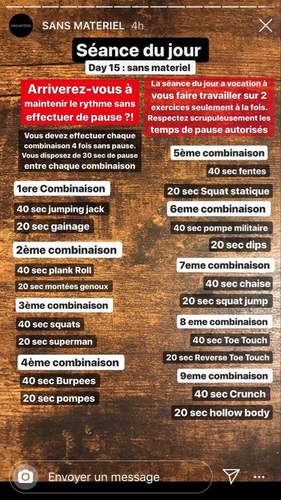 SANS MATERIEL 4h
Séance du jour
Day 15 : sans materiel
Arriverez-vous à
maintenir le rythme sans
effectuer de pause ?!
Vous devez effectuer chaque
combinaison 4 fois sans pause.
Vous disposez de 30 sec de pause
entre chaque combinaison
1ere Combinaison
40 sec jumping jack
20 sec gainage
2ème combinaison
40 sec plank Roll
20 sec montées genoux
3ème combinaison
40 sec squats
20 sec superman
4ème combinaison
40 sec Burpees
20 sec pompes
La séance du jour a vocation à
vous faire travailler sur 2
exercices seulement à la fois.
Respectez scrupuleusement les
temps de pause autorisés
5ème combinaison
40 sec fentes
20 sec Squat statique
6eme combinaison
40 sec pompe militaire
20 sec dips
7eme combinaison
40 sec chaise
20 sec squat jump
8 eme combinaison
40 sec Toe Touch
20 sec Reverse Toe Touch
9eme combinaison
40 sec Crunch
20 sec hollow body
Envoyer un message